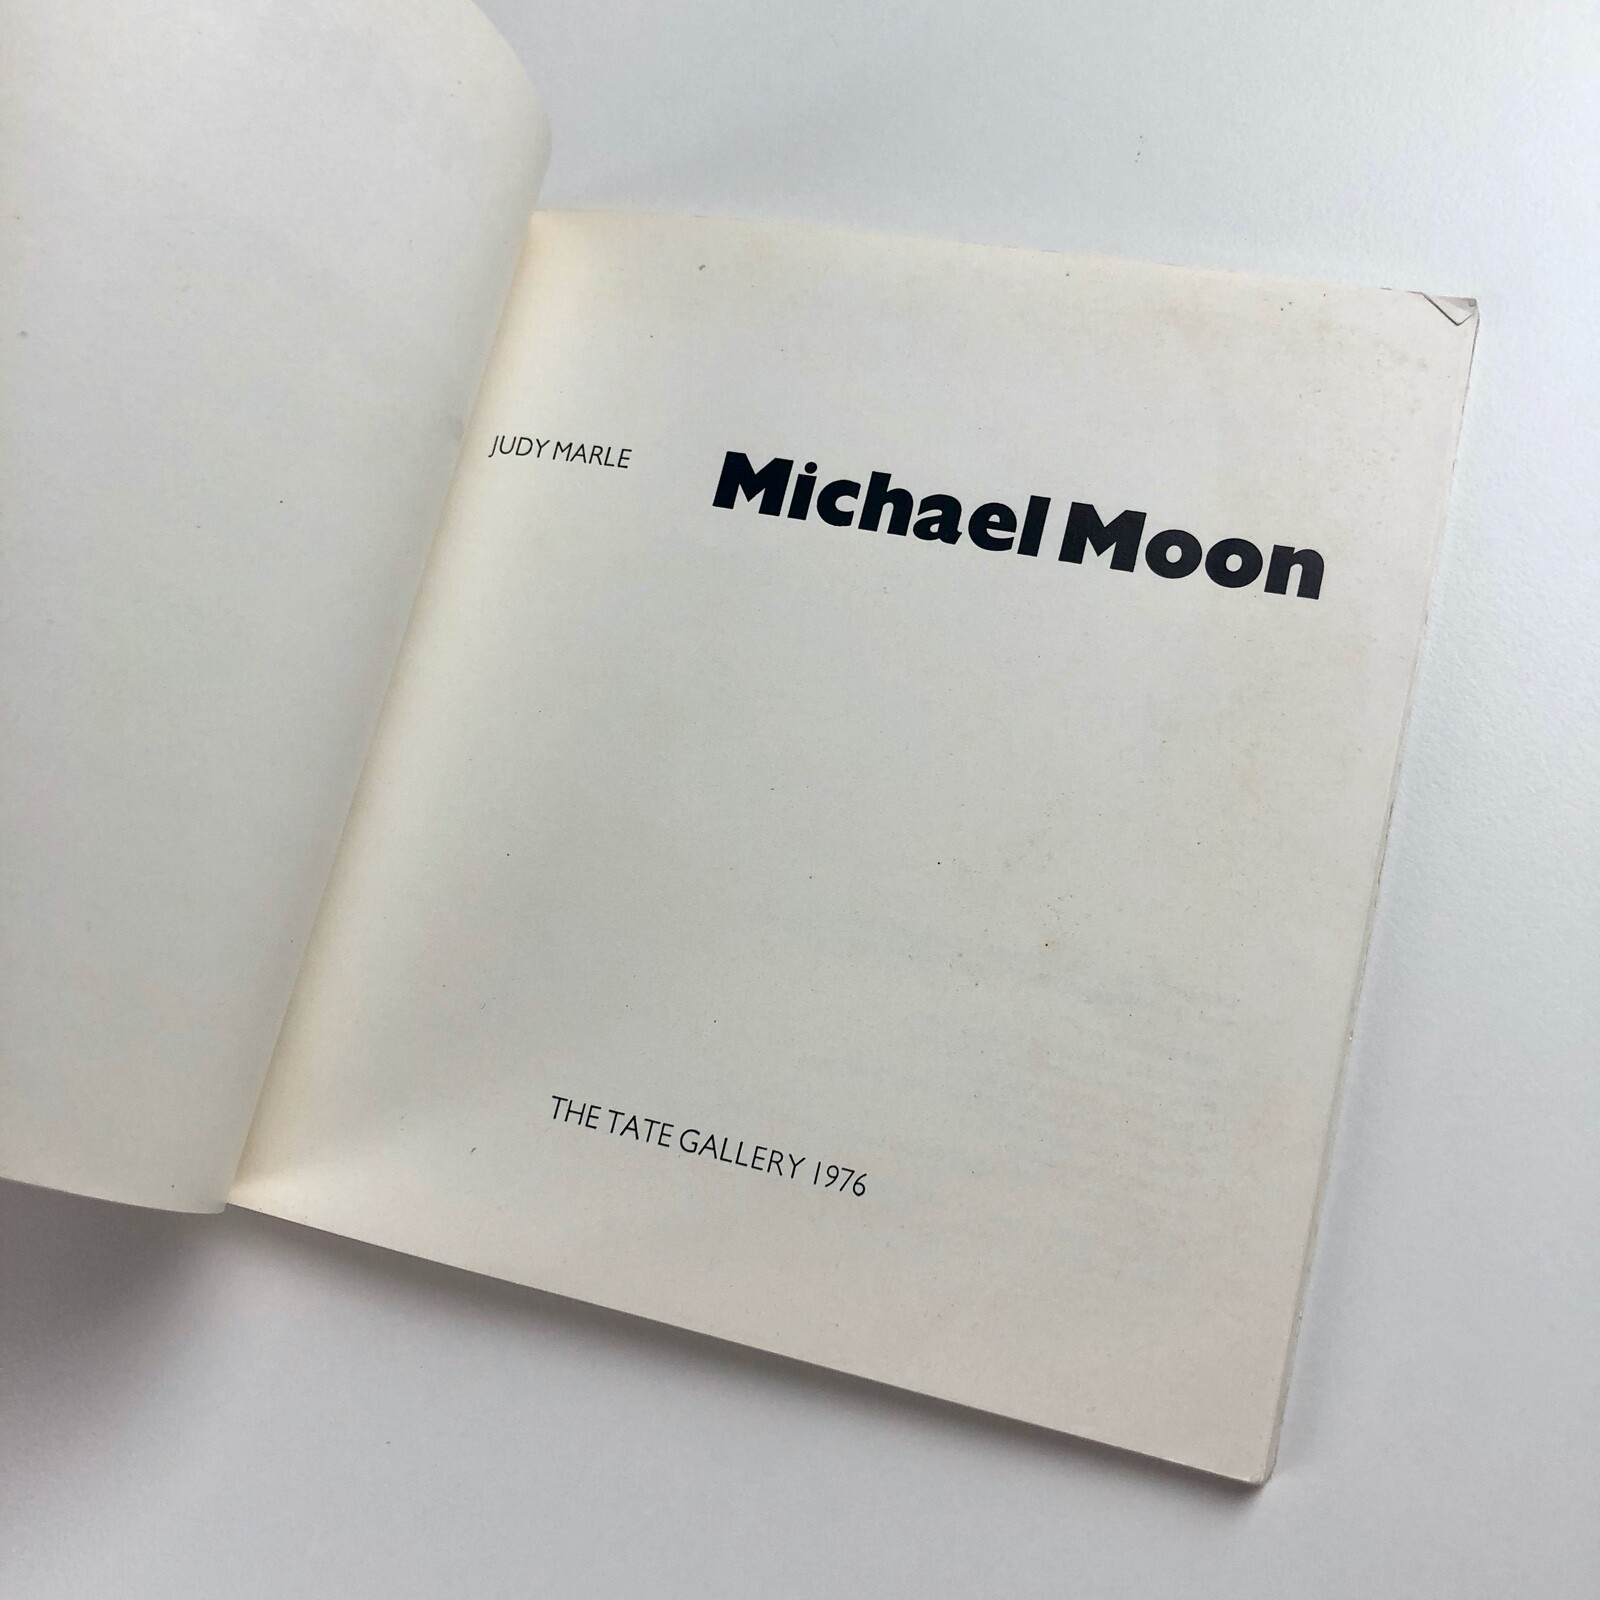 JUDY MARLE
Michael Moon
THE TATE GALLERY 1976